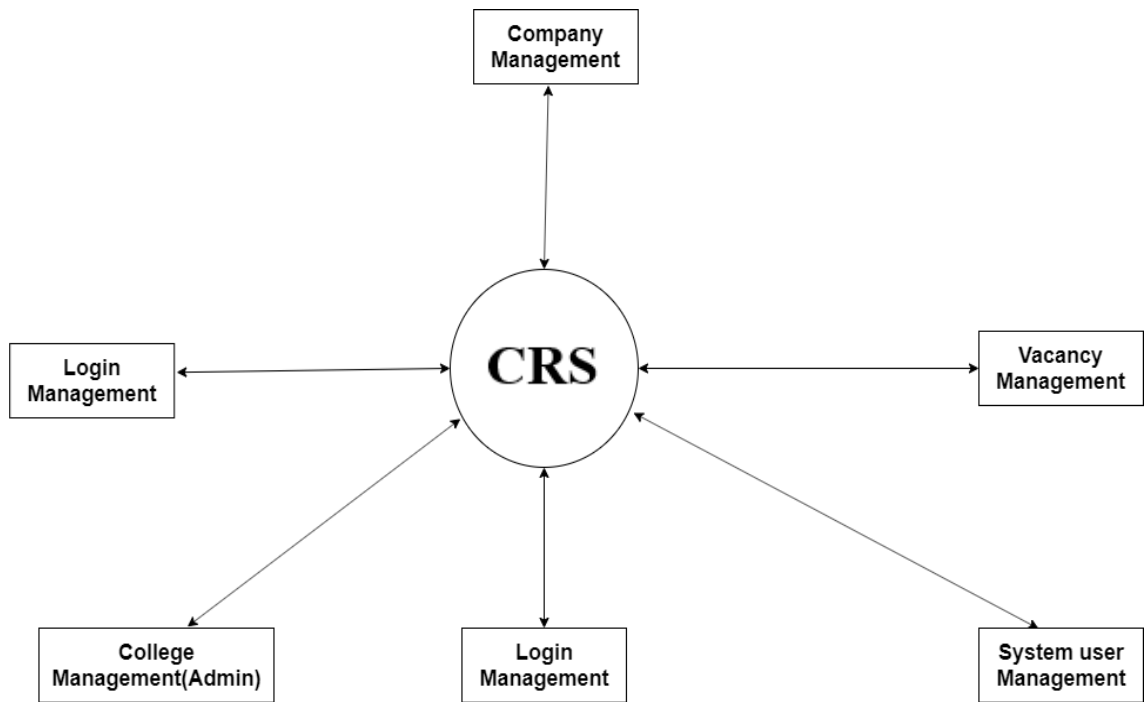 Company
Management
Login
Management
CRS
Vacancy
Management
College
Management(Admin)
Login
Management
System user
Management